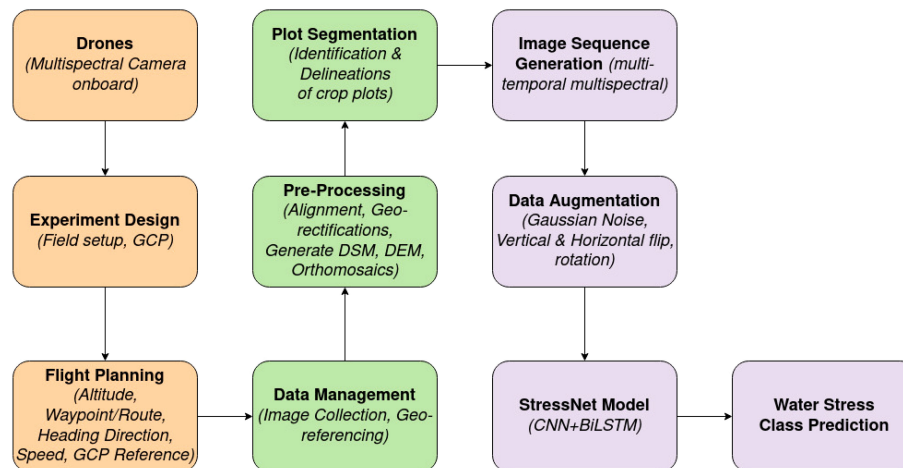 Drones
(Multispectral Camera
onboard)
Experiment Design
(Field setup, GCP)
Flight Planning
(Altitude,
Waypoint/Route,
Heading Direction,
Speed, GCP Reference)
Data Management
(Image Collection, Geo-
referencing)
Pre-Processing
(Alignment, Geo-
rectifications,
Generate DSM, DEM,
Orthomosaics)
Plot Segmentation
(Identification &
Delineations
of crop plots)
Image Sequence
Generation (multi-
temporal multispectral)
Data Augmentation
(Gaussian Noise,
Vertical & Horizontal flip,
rotation)
StressNet Model
(CNN+BiLSTM)
Water Stress
Class Prediction